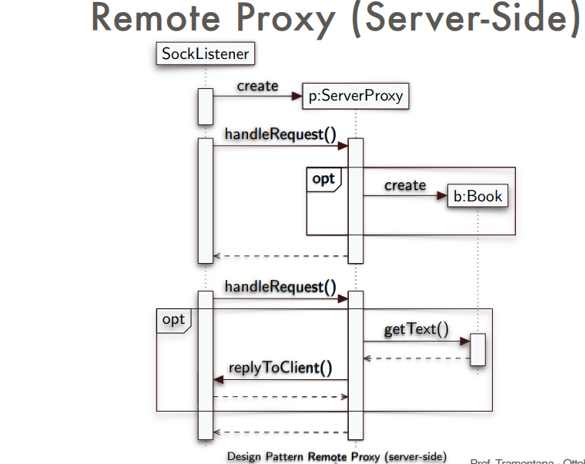 Remote Proxy (Server-Side)
SockListener
create
p:ServerProxy
handleRequest()
opt
create
b:Book
handleRequest()
opt
getText()
replyToClient()
Design Pattern Remote Proxy (server-side)
Prof. Tramontana -